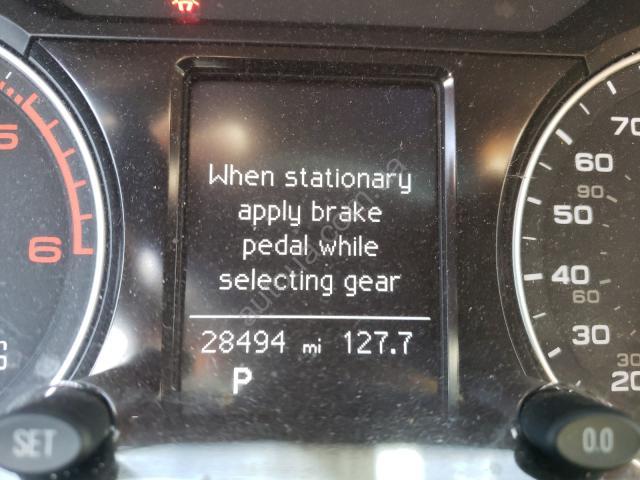 When stationary
apply brake
pedal while
selecting gear
28494 mi 127.7
P
5
6
70
60
90
50
40
60
30
30
20
SET
0.0